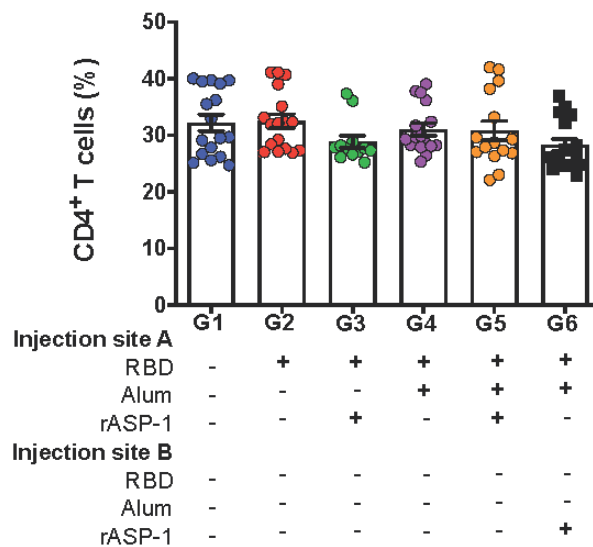 50
40
30
20
10
0
CD4+ T cells (%)
G1 G2 G3 G4 G5 G6
Injection site A
RBD - + + + + +
Alum - - - + + +
rASP-1 - - + - + -
Injection site B
RBD - - - - - -
Alum - - - - - -
rASP-1 - - - - - +